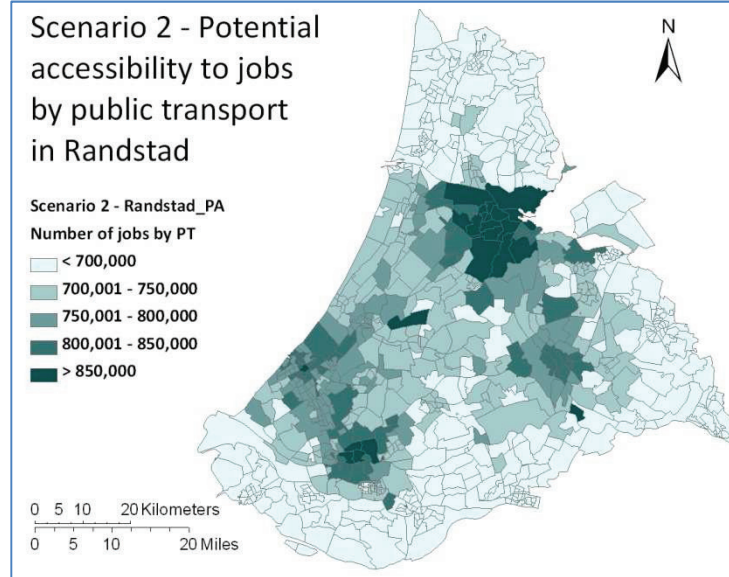 Scenario 2 - Potential
accessibility to jobs
by public transport
in Randstad
N
Scenario 2 - Randstad_PA
Number of jobs by PT
< 700,000
700,001 - 750,000
750,001 - 800,000
800,001 - 850,000
> 850,000
0 5 10 20 Kilometers
0 5 10 20 Miles